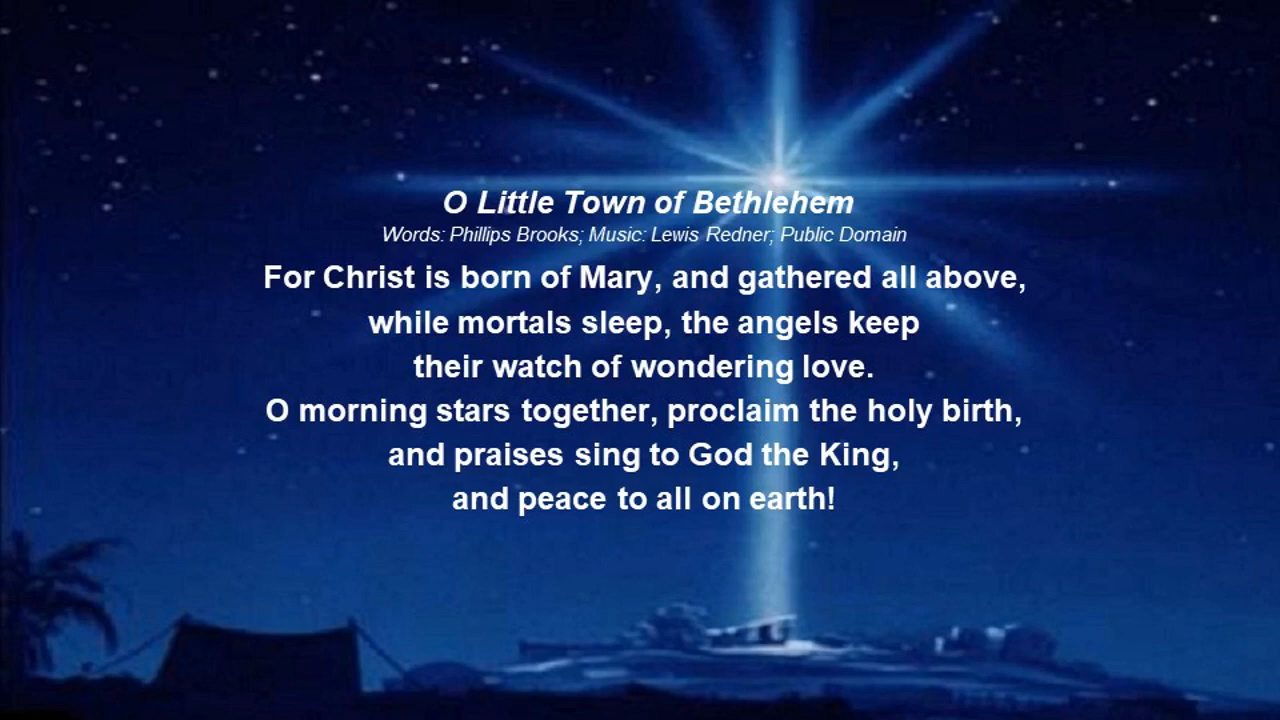 O Little Town of Bethlehem
Words: Phillips Brooks; Music: Lewis Redner; Public Domain
For Christ is born of Mary, and gathered all above,
while mortals sleep, the angels keep
their watch of wondering love.
O morning stars together, proclaim the holy birth,
and praises sing to God the King,
and peace to all on earth!